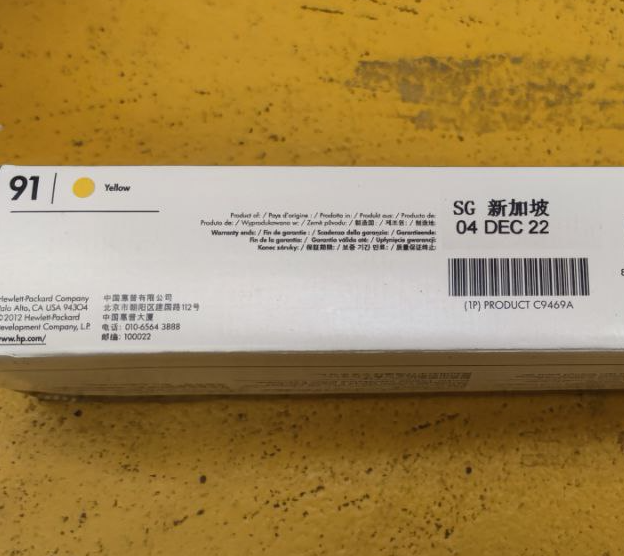 91
Yellow
Product of: / Pays d'origine : / Prodotto in: / Produkt aus: / Producto de:
Produto de: / Wyprodukowano w: / Země původu: / 製造国: / 제조원: / 制造地:
Warranty ends: / Fin de garantie : / Scadenza della garanzia: / Garantieende:
Fin de la garantía: / Garantia válida até: / Upłynięcia gwarancji:
Konec záruky: / 保証期限: / 보증 기간 만료: / 质量保证终止:
SG 新加坡
04 DEC 22
(1P) PRODUCT C9469A
Hewlett-Packard Company
Palo Alto, CA USA 94304
©2012 Hewlett-Packard
Development Company, L.P.
www.hp.com/
中国惠普有限公司
北京市朝阳区建国路112号
中国惠普大厦
电话: 010-6564 3888
邮编: 100022